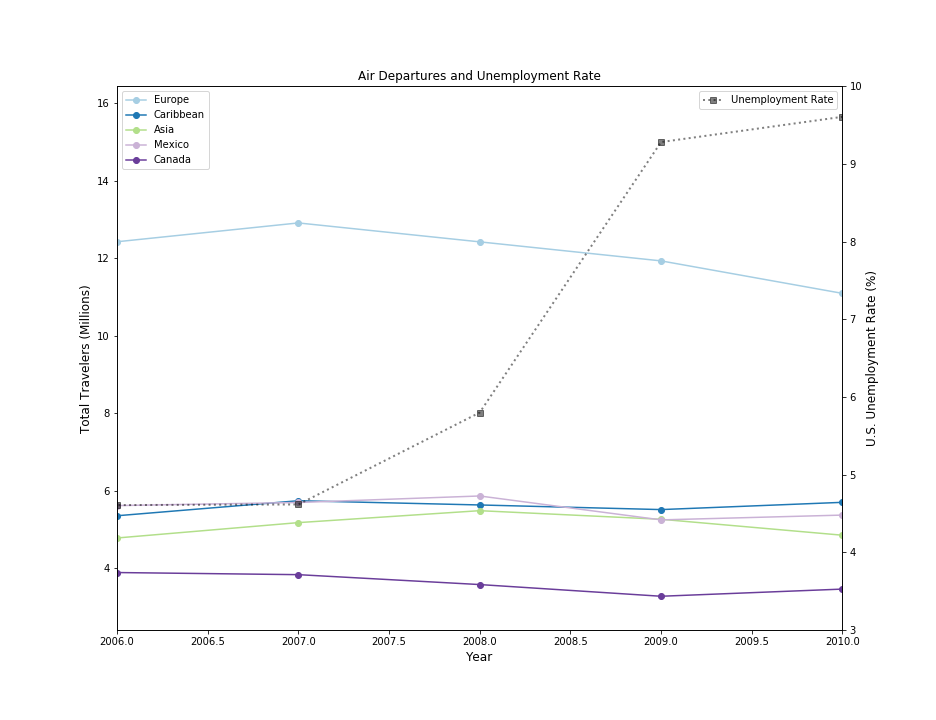 Air Departures and Unemployment Rate
Europe
Caribbean
Asia
Mexico
Canada
Unemployment Rate
Total Travelers (Millions)
16
14
12
10
8
6
4
U.S. Unemployment Rate (%)
10
9
8
7
6
5
4
3
2006.0 2006.5 2007.0 2007.5 2008.0 2008.5 2009.0 2009.5 2010.0
Year